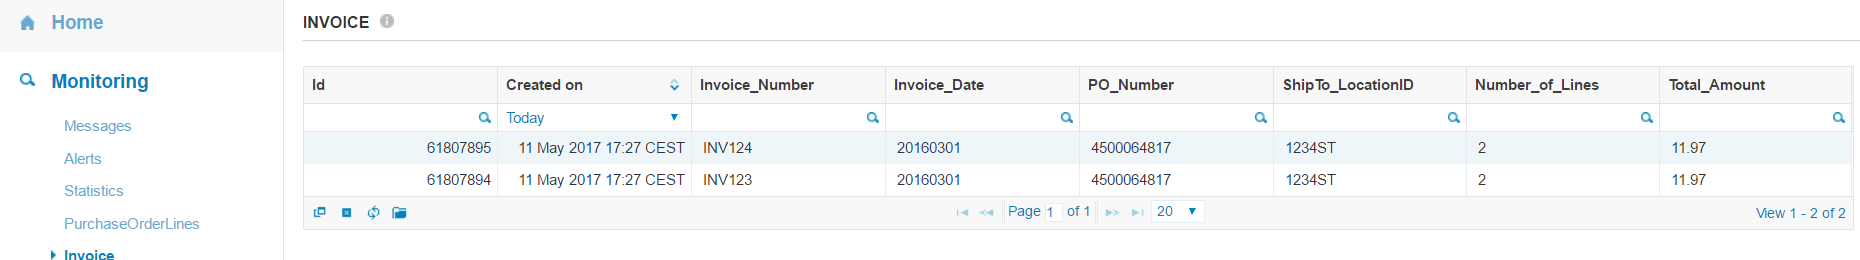 Home
Monitoring
Messages
Alerts
Statistics
PurchaseOrderLines
Invoice
INVOICE
Id Created on Invoice_Number Invoice_Date PO_Number ShipTo_LocationID Number_of_Lines Total_Amount
Today
61807895 11 May 2017 17:27 CEST INV124 20160301 4500064817 1234ST 2 11.97
61807894 11 May 2017 17:27 CEST INV123 20160301 4500064817 1234ST 2 11.97
Page 1 of 1 20 View 1 - 2 of 2